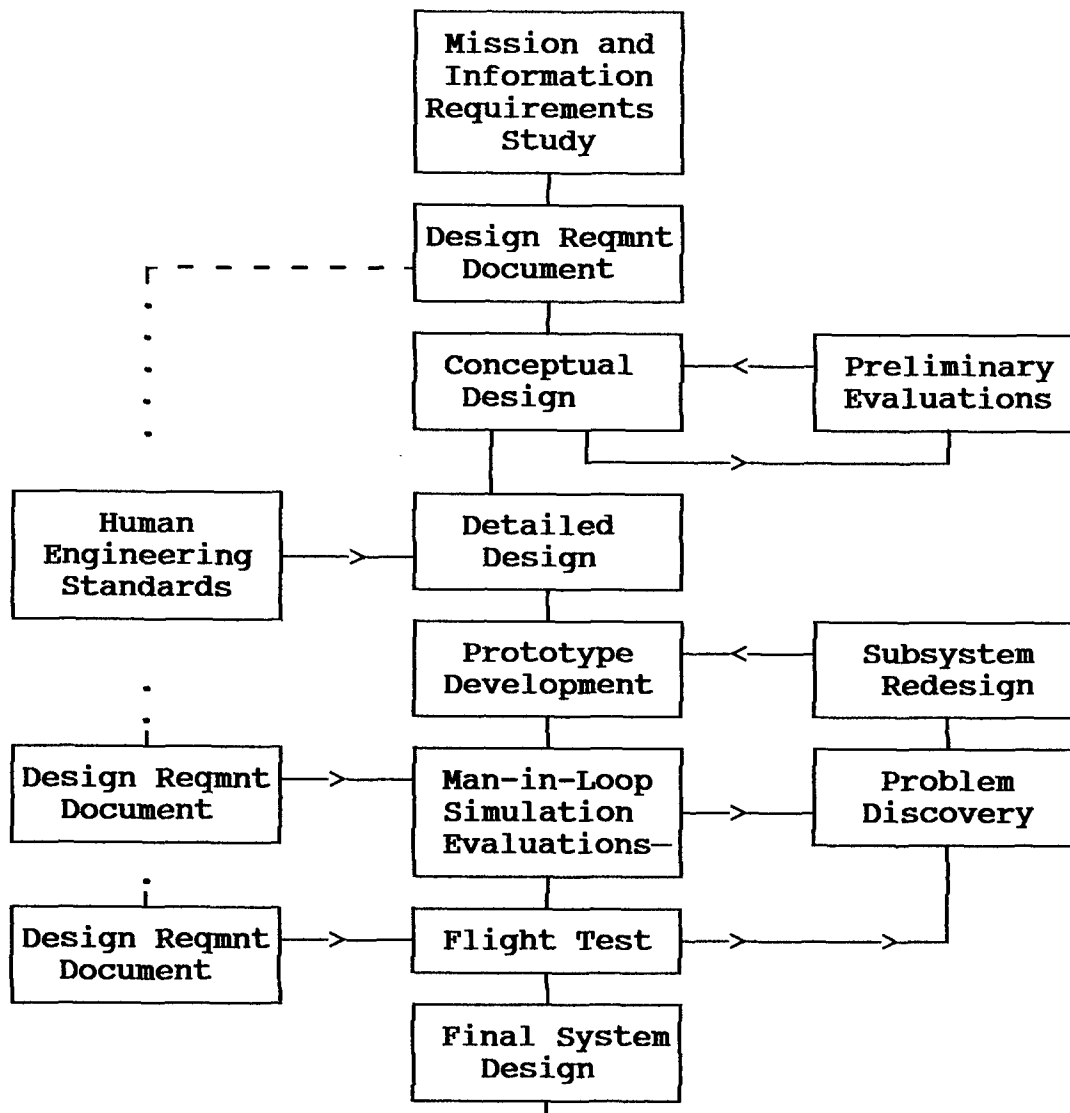 Mission and
Information
Requirements
Study
Design Reqmnt
Document
Conceptual
Design
Preliminary
Evaluations
Human
Engineering
Standards
Detailed
Design
Prototype
Development
Subsystem
Redesign
Design Reqmnt
Document
Man-in-Loop
Simulation
Evaluations
Problem
Discovery
Design Reqmnt
Document
Flight Test
Final System
Design